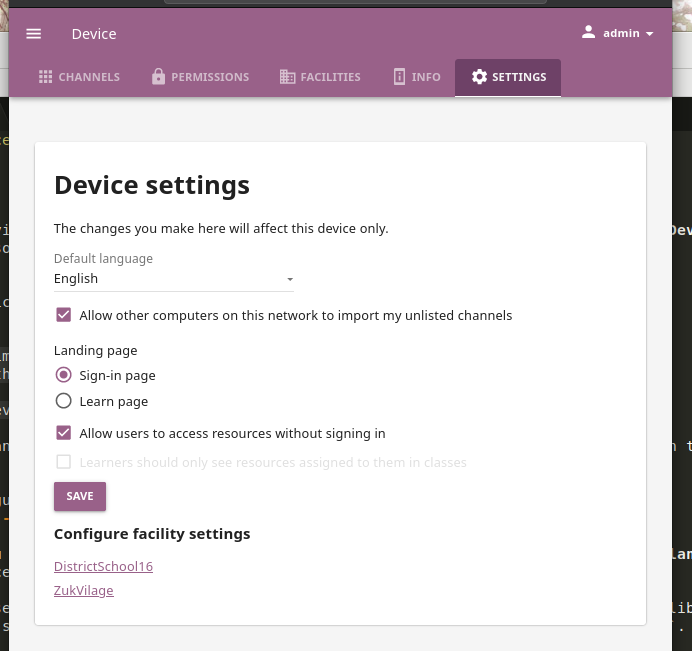 Device
admin
CHANNELS
PERMISSIONS
FACILITIES
INFO
SETTINGS
Device settings
The changes you make here will affect this device only.
Default language
English
Allow other computers on this network to import my unlisted channels
Landing page
Sign-in page
Learn page
Allow users to access resources without signing in
Learners should only see resources assigned to them in classes
SAVE
Configure facility settings
DistrictSchool16
ZukVilage